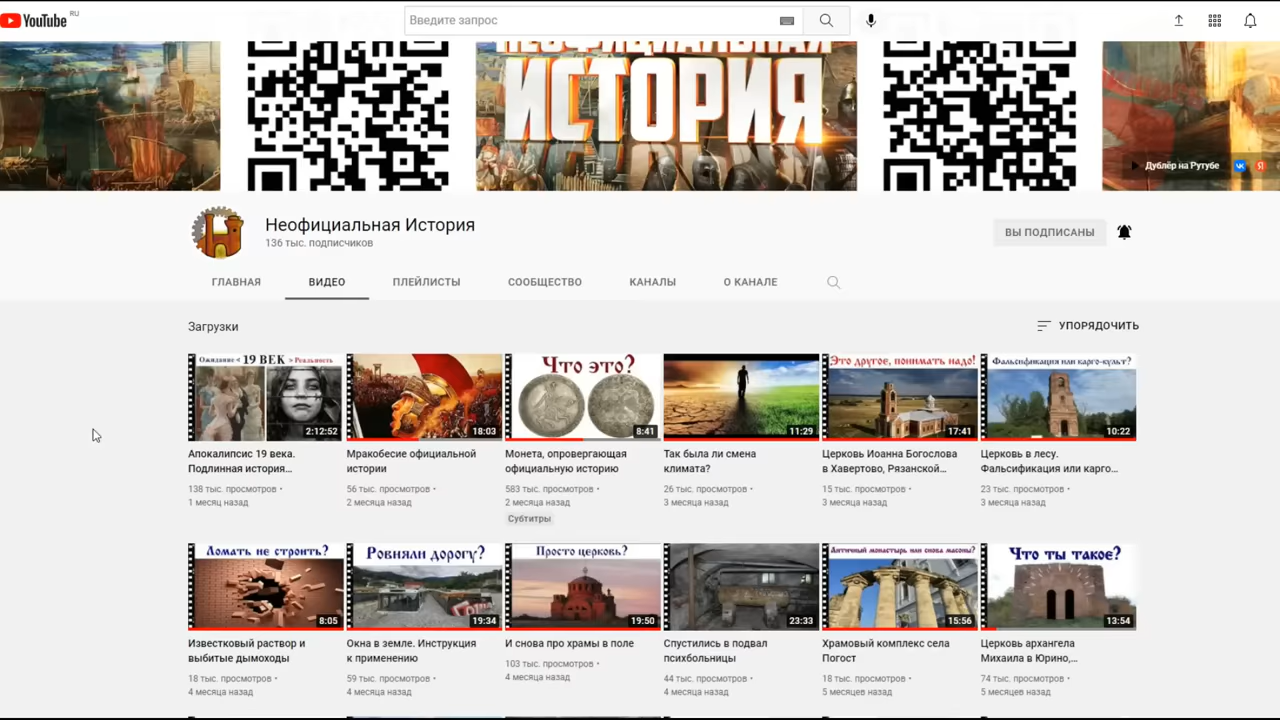 YouTube RU
Введите запрос
НЕОФИЦИАЛЬНАЯ
ИСТОРИЯ
Дублёр на Рутубе
Неофициальная История
136 тыс. подписчиков
ВЫ ПОДПИСАНЫ
ГЛАВНАЯ ВИДЕО ПЛЕЙЛИСТЫ СООБЩЕСТВО КАНАЛЫ О КАНАЛЕ
Загрузки
УПОРЯДОЧИТЬ
Ожидание < 19 ВЕК > Реальность
2:12:52
Апокалипсис 19 века.
Подлинная история...
138 тыс. просмотров •
1 месяц назад
18:03
Мракобесие официальной
истории
56 тыс. просмотров •
2 месяца назад
Что это?
8:41
Монета, опровергающая
официальную историю
583 тыс. просмотров •
2 месяца назад
Субтитры
11:29
Так была ли смена
климата?
26 тыс. просмотров •
3 месяца назад
Это другое, понимать надо!
17:41
Церковь Иоанна Богослова
в Хавертово, Рязанской...
15 тыс. просмотров •
3 месяца назад
Фальсификация или карго-культ?
10:22
Церковь в лесу.
Фальсификация или карго...
23 тыс. просмотров •
3 месяца назад
Ломать не строить?
8:05
Известковый раствор и
выбитые дымоходы
18 тыс. просмотров •
4 месяца назад
Ровняли дорогу?
19:34
Окна в земле. Инструкция
к применению
59 тыс. просмотров •
4 месяца назад
Просто церковь?
19:50
И снова про храмы в поле
103 тыс. просмотров •
4 месяца назад
23:33
Спустились в подвал
психбольницы
44 тыс. просмотров •
4 месяца назад
Античный монастырь или снова масоны?
15:56
Храмовый комплекс села
Погост
18 тыс. просмотров •
5 месяцев назад
Что ты такое?
13:54
Церковь архангела
Михаила в Юрино,...
74 тыс. просмотров •
5 месяцев назад